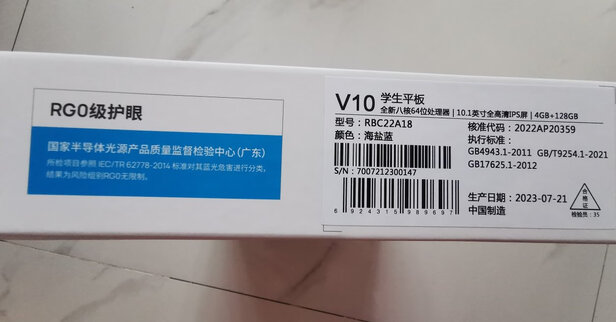 RG0级护眼
国家半导体光源产品质量监督检验中心(广东)
所检项目参照 IEC/TR 62778-2014 标准对其蓝光危害进行分类,
结果为风险组别RG0无限制。
V10 学生平板
全新八核64位处理器 | 10.1英寸全高清IPS屏 | 4GB+128GB
型号: RBC22A18
颜色: 海盐蓝
S/N: 7007212300147
6924315989697
核准代码: 2022AP20359
执行标准:
GB4943.1-2011 GB/T9254.1-2021
GB17625.1-2012
生产日期: 2023-07-21
中国制造
合格证
检验员: 35